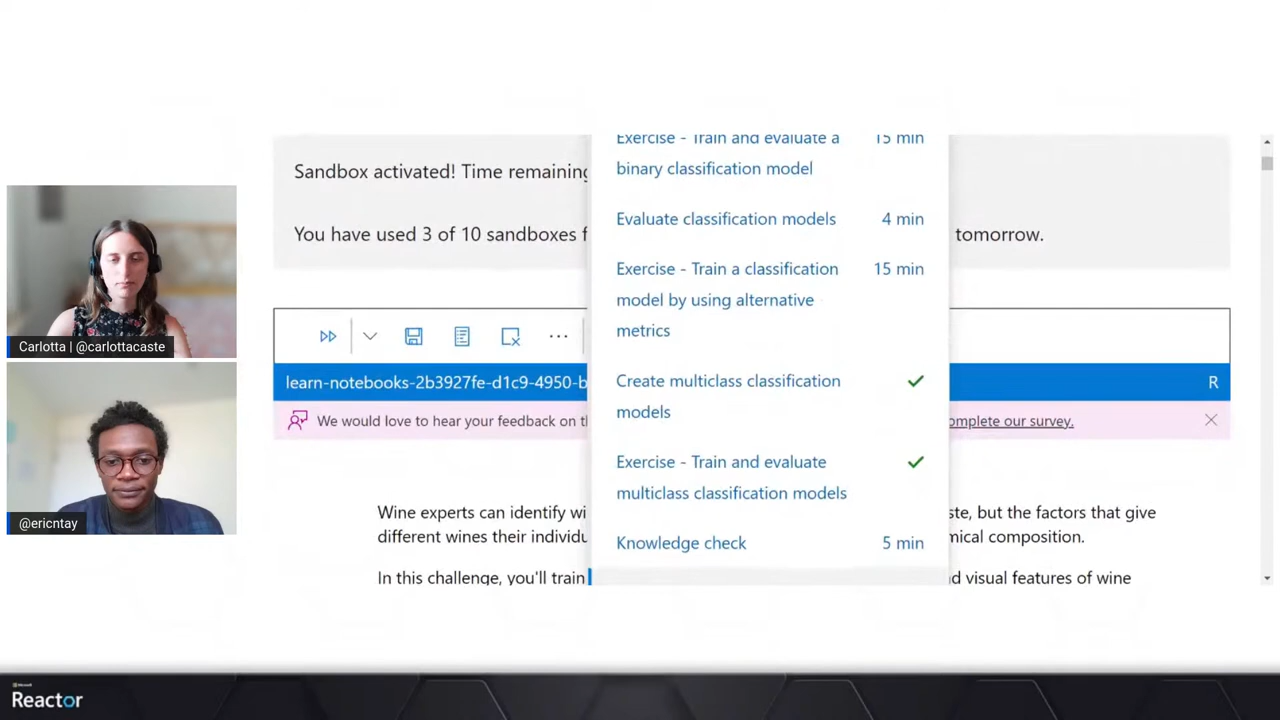 Exercise - Train and evaluate a 15 min
binary classification model
Sandbox activated! Time remaining
Evaluate classification models 4 min
You have used 3 of 10 sandboxes f tomorrow.
Exercise - Train a classification 15 min
model by using alternative
metrics
Create multiclass classification
models
learn-notebooks-2b3927fe-d1c9-4950-b R
We would love to hear your feedback on th omplete our survey.
Exercise - Train and evaluate
multiclass classification models
Wine experts can identify wi ste, but the factors that give
different wines their individu mical composition.
Knowledge check 5 min
In this challenge, you'll train d visual features of wine
Carlotta | @carlottacaste
@ericntay
Microsoft
Reactor